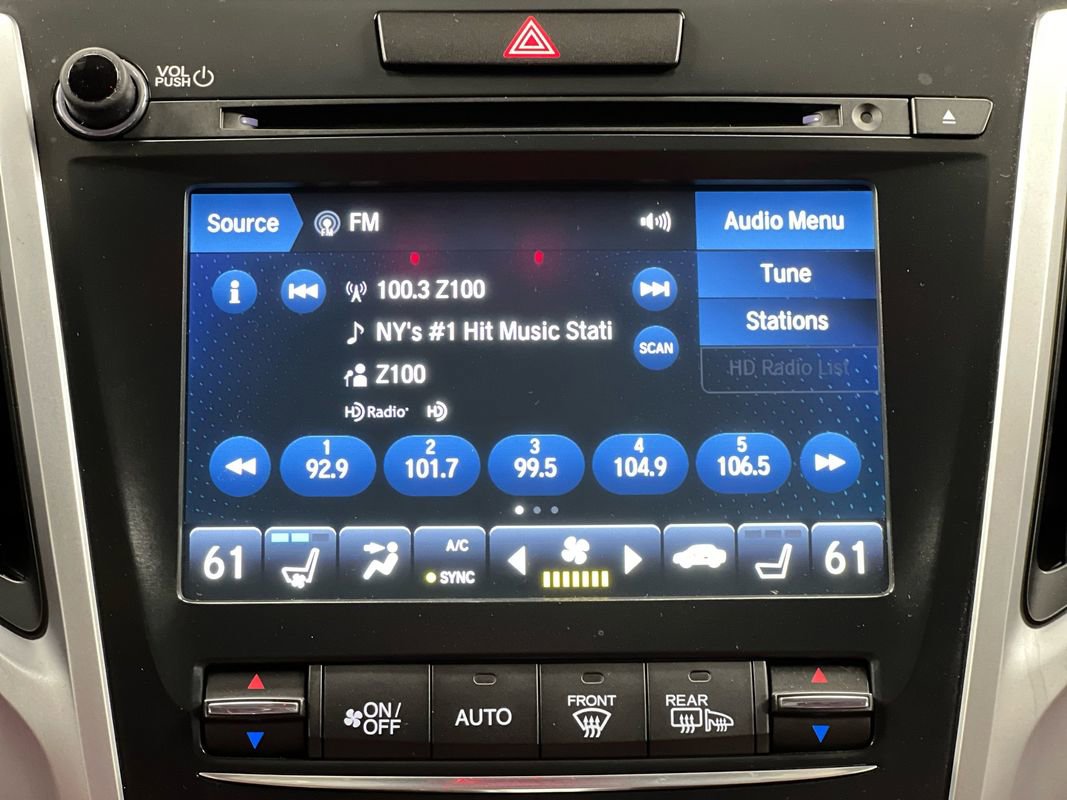 VOL
PUSH
Source
FM
FM
Audio Menu
Tune
100.3 Z100
Stations
NY's #1 Hit Music Stati
SCAN
HD Radio List
Z100
HD Radio
HD
1
92.9
2
101.7
3
99.5
4
104.9
5
106.5
61
A/C
SYNC
61
ON/
OFF
AUTO
FRONT
REAR